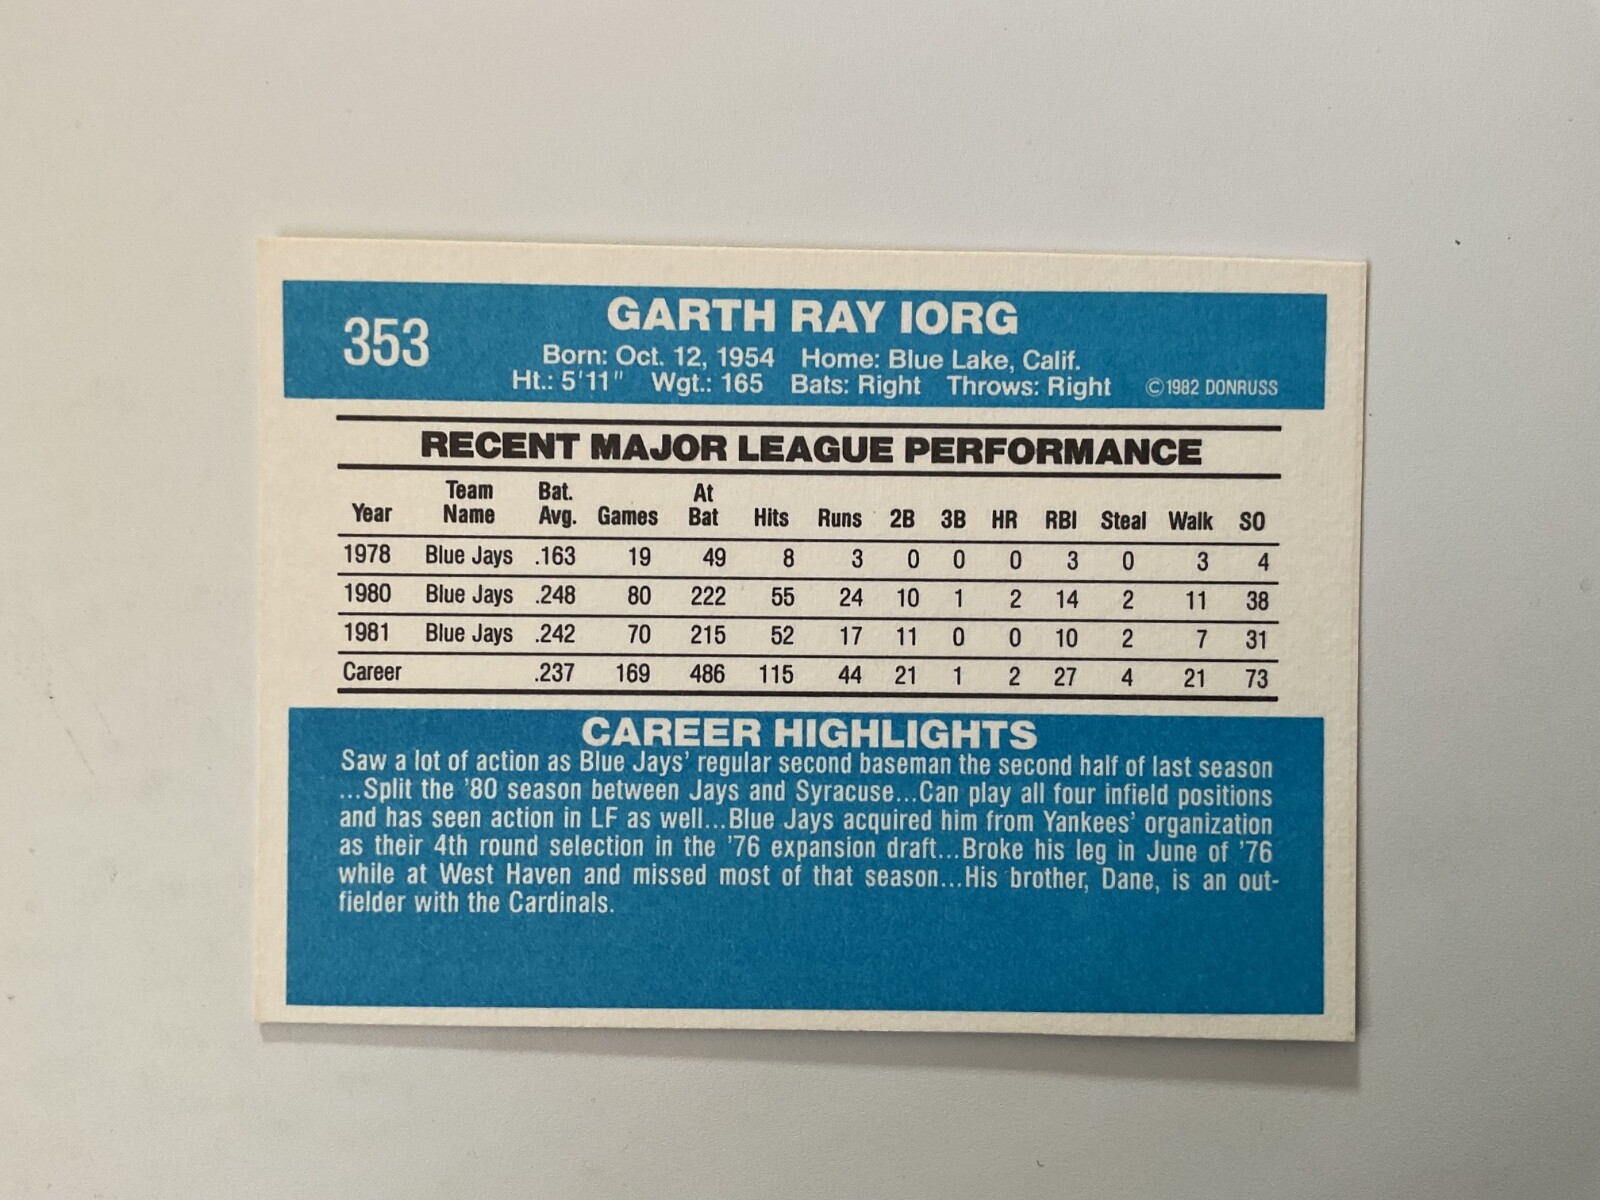 353
GARTH RAY IORG
Born: Oct. 12, 1954 Home: Blue Lake, Calif.
Ht.: 5'11" Wgt.: 165 Bats: Right Throws: Right ©1982 DONRUSS
RECENT MAJOR LEAGUE PERFORMANCE
Year Team Name Bat. Avg. Games At Bat Hits Runs 2B 3B HR RBI Steal Walk SO
1978 Blue Jays .163 19 49 8 3 0 0 0 3 0 3 4
1980 Blue Jays .248 80 222 55 24 10 1 2 14 2 11 38
1981 Blue Jays .242 70 215 52 17 11 0 0 10 2 7 31
Career .237 169 486 115 44 21 1 2 27 4 21 73
CAREER HIGHLIGHTS
Saw a lot of action as Blue Jays' regular second baseman the second half of last season
...Split the '80 season between Jays and Syracuse...Can play all four infield positions
and has seen action in LF as well...Blue Jays acquired him from Yankees' organization
as their 4th round selection in the '76 expansion draft...Broke his leg in June of '76
while at West Haven and missed most of that season...His brother, Dane, is an out-
fielder with the Cardinals.